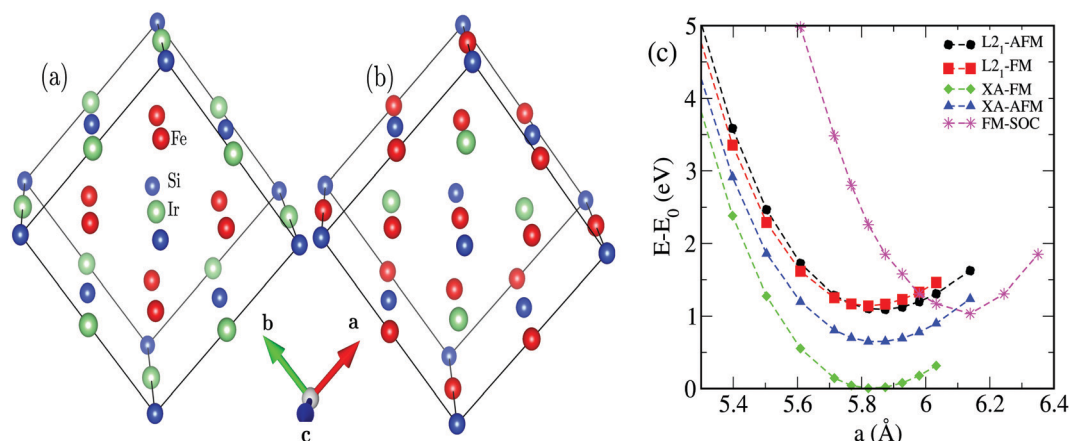 (a)
Fe
Si
Ir
(b)
b
a
c
(c)
L2₁-AFM
L2₁-FM
XA-FM
XA-AFM
FM-SOC
E-E₀ (eV)
5
4
3
2
1
0
5.4
5.6
5.8
6
6.2
6.4
a (Å)